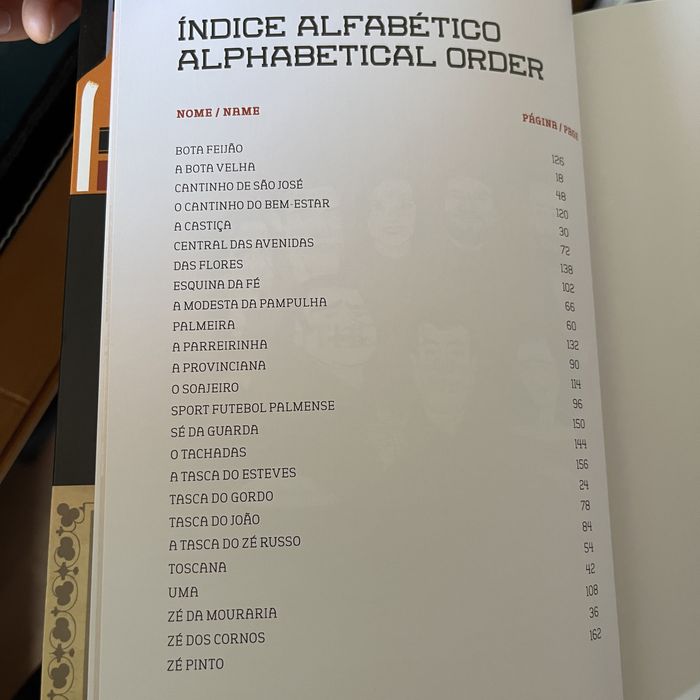 ÍNDICE ALFABÉTICO
ALPHABETICAL ORDER
NOME / NAME PÁGINA / PAGE
BOTA FEIJÃO 126
A BOTA VELHA 18
CANTINHO DE SÃO JOSÉ 48
O CANTINHO DO BEM-ESTAR 120
A CASTIÇA 30
CENTRAL DAS AVENIDAS 72
DAS FLORES 138
ESQUINA DA FÉ 102
A MODESTA DA PAMPULHA 66
PALMEIRA 60
A PARREIRINHA 132
A PROVINCIANA 90
O SOAJEIRO 114
SPORT FUTEBOL PALMENSE 96
SÉ DA GUARDA 150
O TACHADAS 144
A TASCA DO ESTEVES 156
TASCA DO GORDO 24
TASCA DO JOÃO 78
A TASCA DO ZÉ RUSSO 84
TOSCANA 54
UMA 42
ZÉ DA MOURARIA 108
ZÉ DOS CORNOS 36
ZÉ PINTO 162